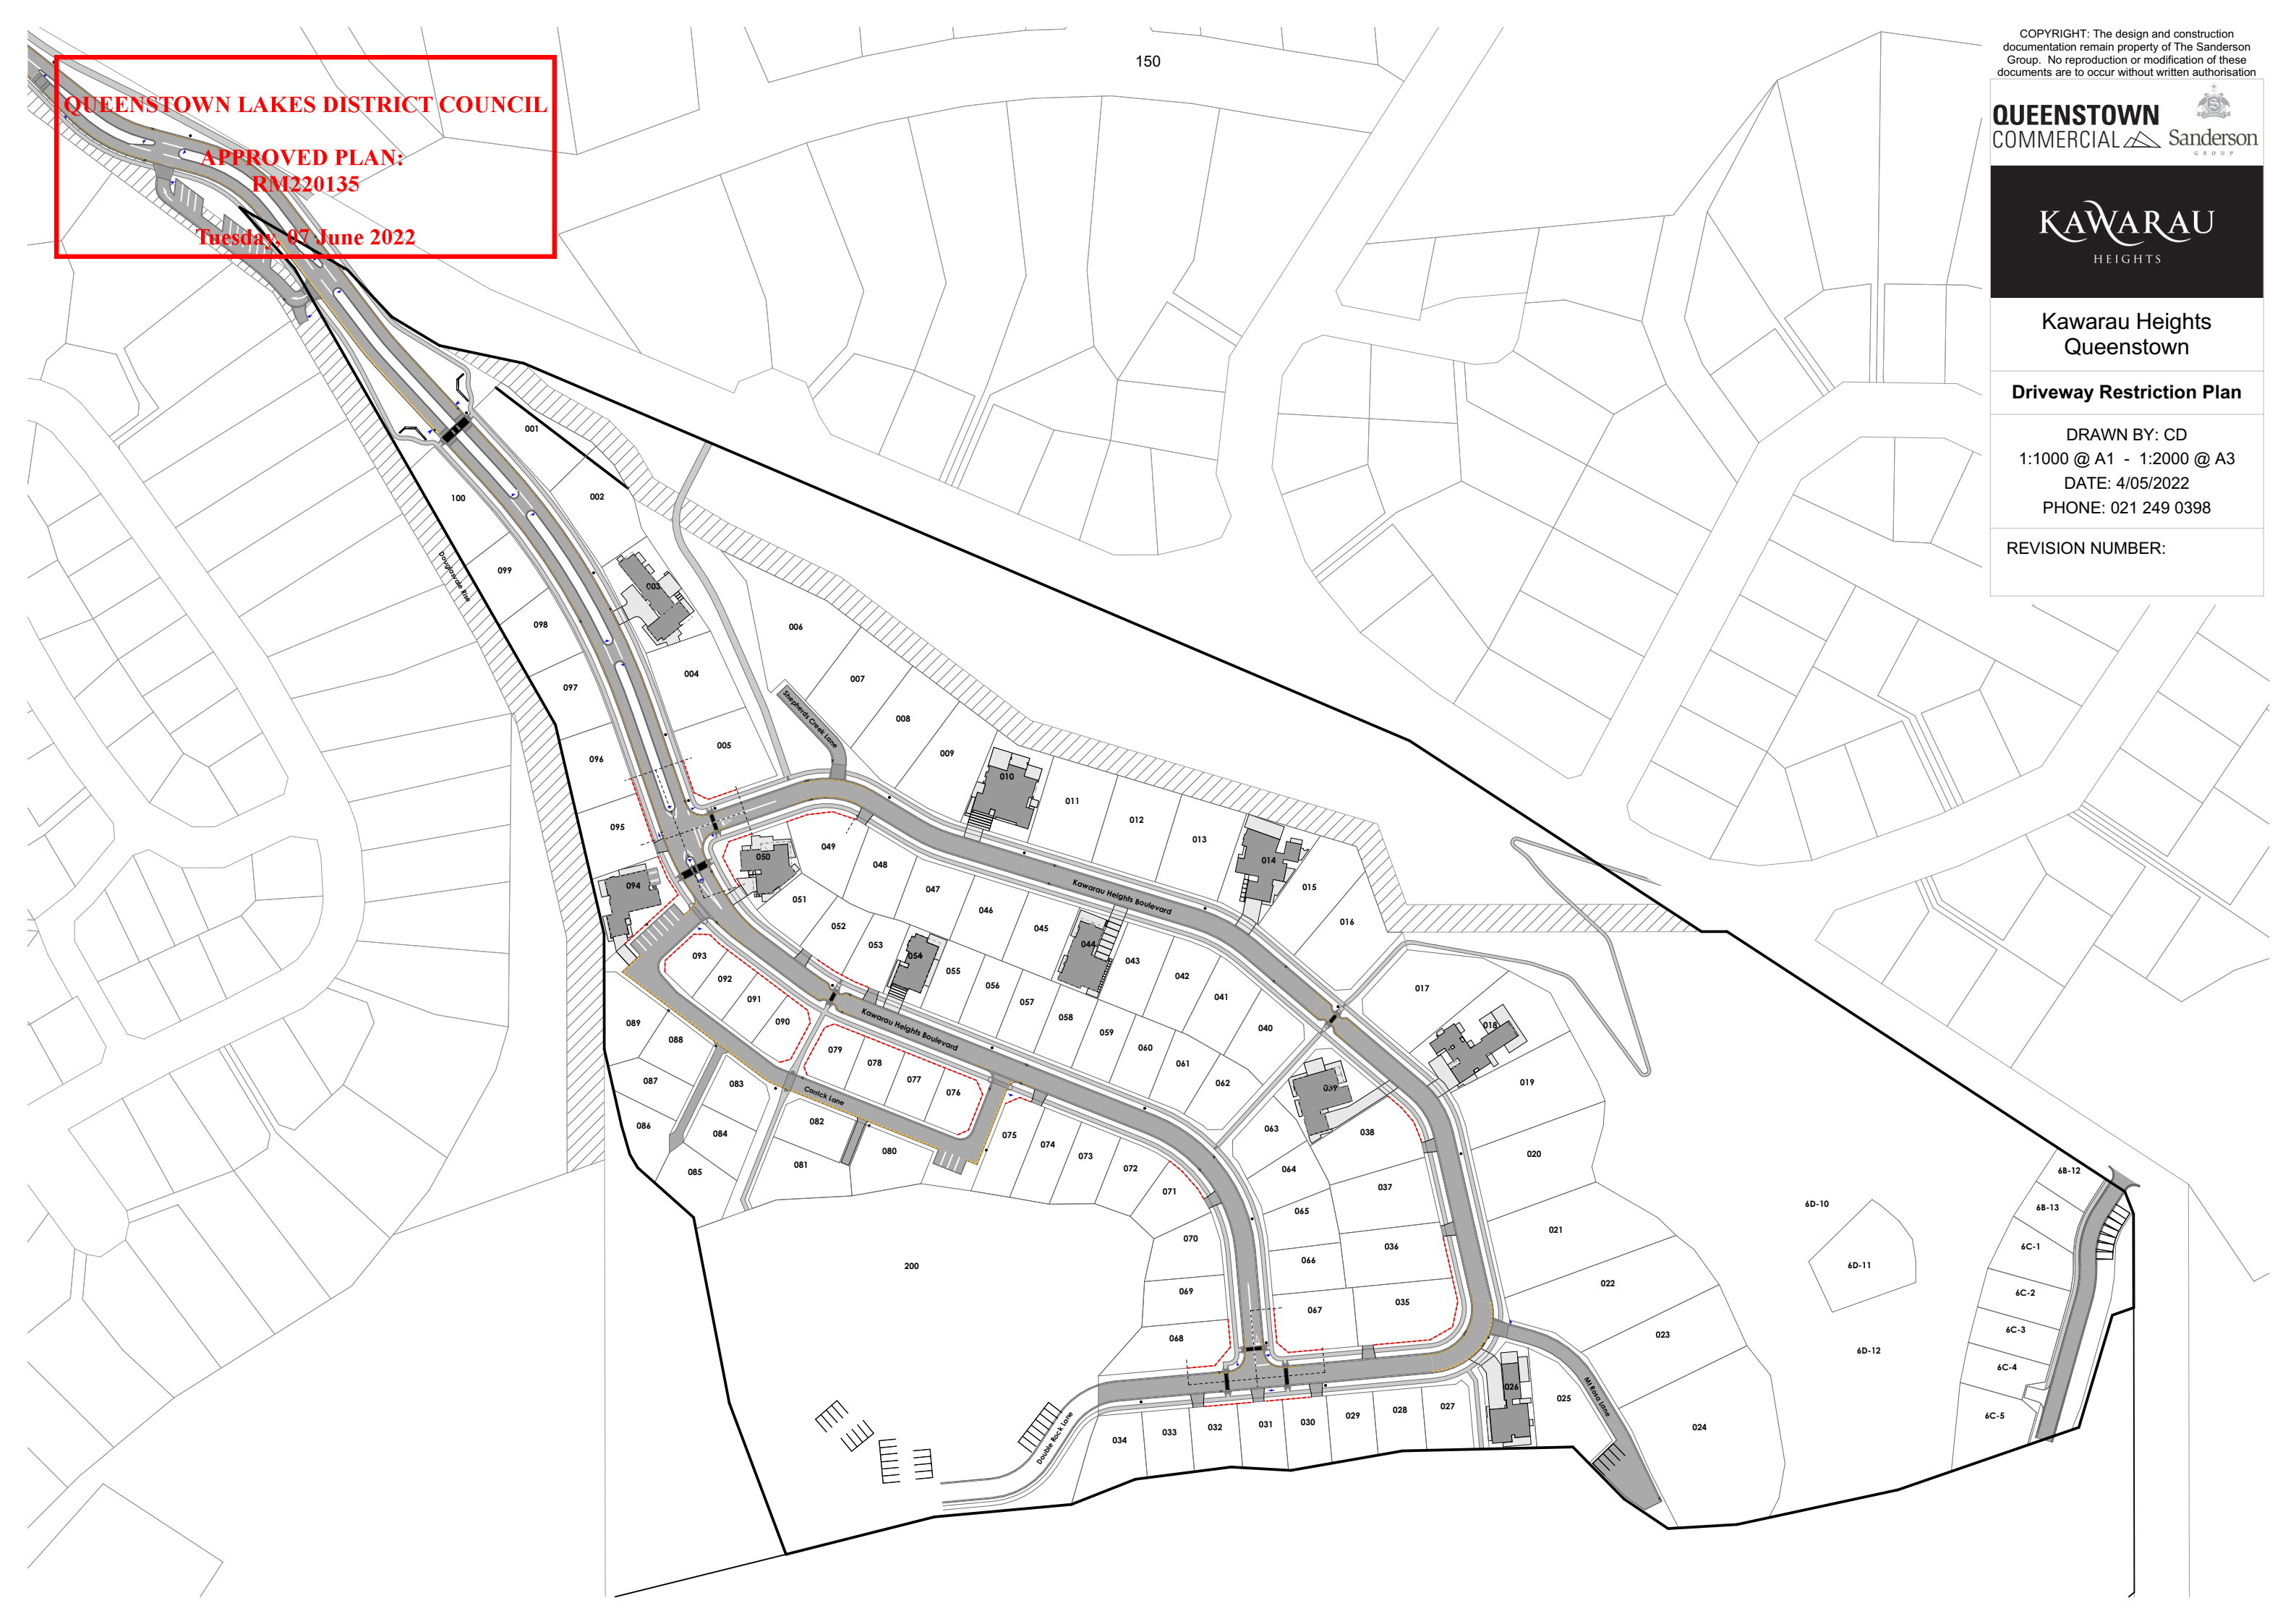 COPYRIGHT: The design and construction
documentation remain property of The Sanderson
Group. No reproduction or modification of these
documents are to occur without written authorisation
QUEENSTOWN
COMMERCIAL
Sanderson
GROUP
KAWARAU
HEIGHTS
Kawarau Heights
Queenstown
Driveway Restriction Plan
DRAWN BY: CD
1:1000 @ A1 - 1:2000 @ A3
DATE: 4/05/2022
PHONE: 021 249 0398
REVISION NUMBER:
QUEENSTOWN LAKES DISTRICT COUNCIL
APPROVED PLAN:
RM220135
Tuesday, 07 June 2022
150
001
002
100
Douglasvale Rise
099
003
098
006
004
097
007
Shepherds Creek Lane
008
005
009
096
010
011
012
095
013
049
050
014
048
094
015
047
Kawarau Heights Boulevard
051
046
016
052
045
053
044
054
093
043
055
042
092
056
017
041
091
057
058
090
089
Kawarau Heights Boulevard
040
018
059
088
079
060
078
061
087
077
083
062
019
039
076
Carrick Lane
082
086
063
084
075
038
074
080
020
073
081
072
064
085
6B-12
037
071
6D-10
6B-13
065
021
070
036
6C-1
066
200
6D-11
022
069
6C-2
035
067
6C-3
068
023
6D-12
6C-4
026
025
Mt Rosa Lane
027
028
029
6C-5
030
031
032
024
033
034
Double Rock Lane